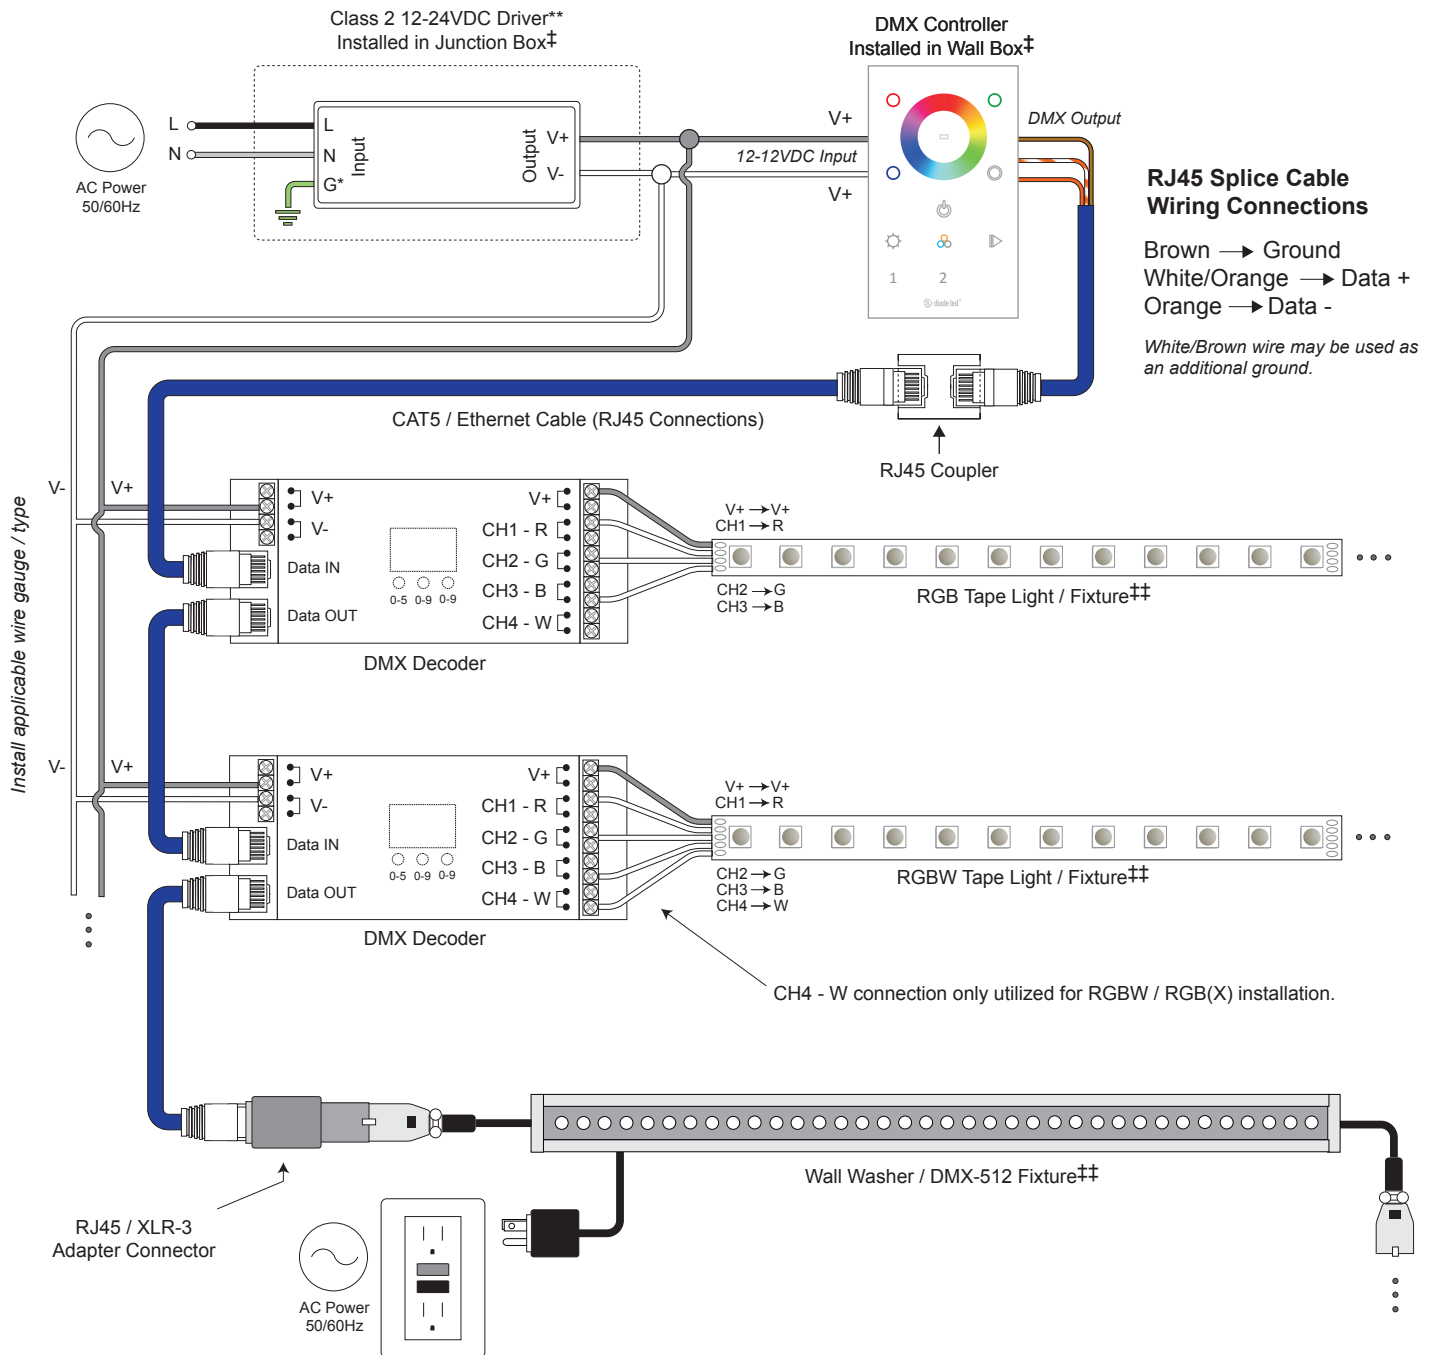 Class 2 12-24VDC Driver**
Installed in Junction Box‡
DMX Controller
Installed in Wall Box‡
L
N
AC Power
50/60Hz
L
N
G*
Input
Output
V+
V-
V+
12-12VDC Input
V+
DMX Output
1
2
diode led™
RJ45 Splice Cable
Wiring Connections
Brown → Ground
White/Orange → Data +
Orange → Data -
White/Brown wire may be used as
an additional ground.
CAT5 / Ethernet Cable (RJ45 Connections)
RJ45 Coupler
Install applicable wire gauge / type
V-
V+
V+
V-
Data IN
Data OUT
0-5 0-9 0-9
V+
CH1 - R
CH2 - G
CH3 - B
CH4 - W
DMX Decoder
V+ → V+
CH1 → R
CH2 → G
CH3 → B
RGB Tape Light / Fixture‡‡
V-
V+
V+
V-
Data IN
Data OUT
0-5 0-9 0-9
V+
CH1 - R
CH2 - G
CH3 - B
CH4 - W
DMX Decoder
V+ → V+
CH1 → R
CH2 → G
CH3 → B
CH4 → W
RGBW Tape Light / Fixture‡‡
CH4 - W connection only utilized for RGBW / RGB(X) installation.
RJ45 / XLR-3
Adapter Connector
Wall Washer / DMX-512 Fixture‡‡
AC Power
50/60Hz